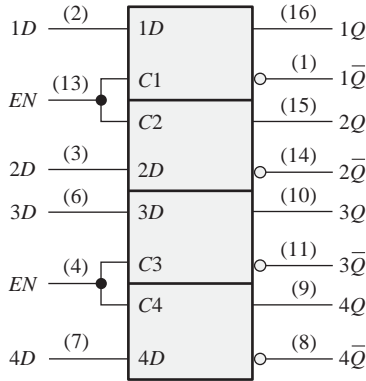 1D (2) 1D (16) 1Q
EN (13) C1 (1) 1Q̅
C2 (15) 2Q
2D (3) 2D (14) 2Q̅
3D (6) 3D (10) 3Q
EN (4) C3 (11) 3Q̅
C4 (9) 4Q
4D (7) 4D (8) 4Q̅